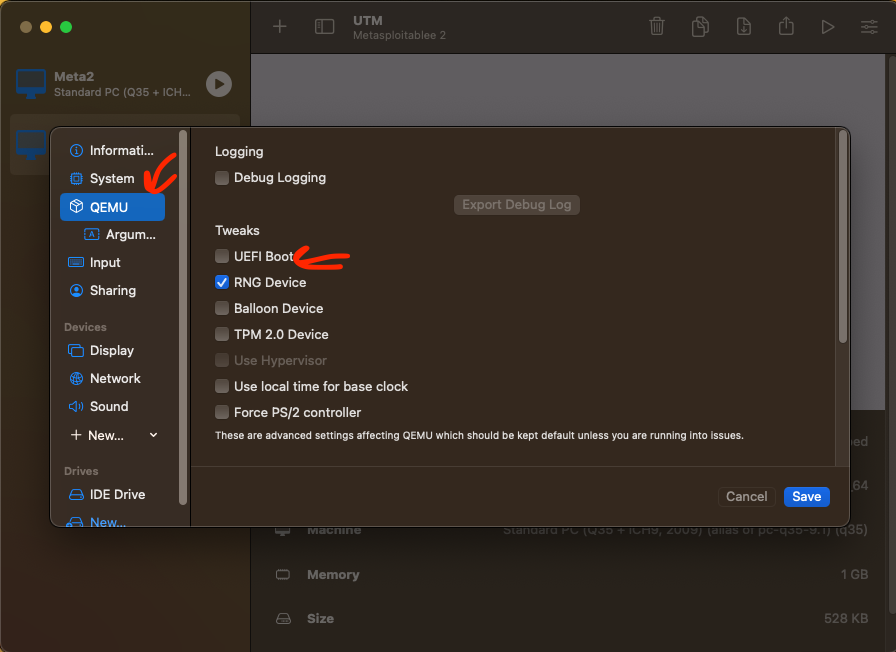 UTM
Metasploitablee 2
Meta2
Standard PC (Q35 + ICH...
Informati...
System
QEMU
Argum...
Input
Sharing
Devices
Display
Network
Sound
New...
Drives
IDE Drive
New...
Logging
Debug Logging
Export Debug Log
Tweaks
UEFI Boot
RNG Device
Balloon Device
TPM 2.0 Device
Use Hypervisor
Use local time for base clock
Force PS/2 controller
These are advanced settings affecting QEMU which should be kept default unless you are running into issues.
Cancel
Save
_64
Machine
Standard PC (Q35 + ICH9, 2009) (alias of pc-q35-9.1) (q35)
Memory
1 GB
Size
528 KB